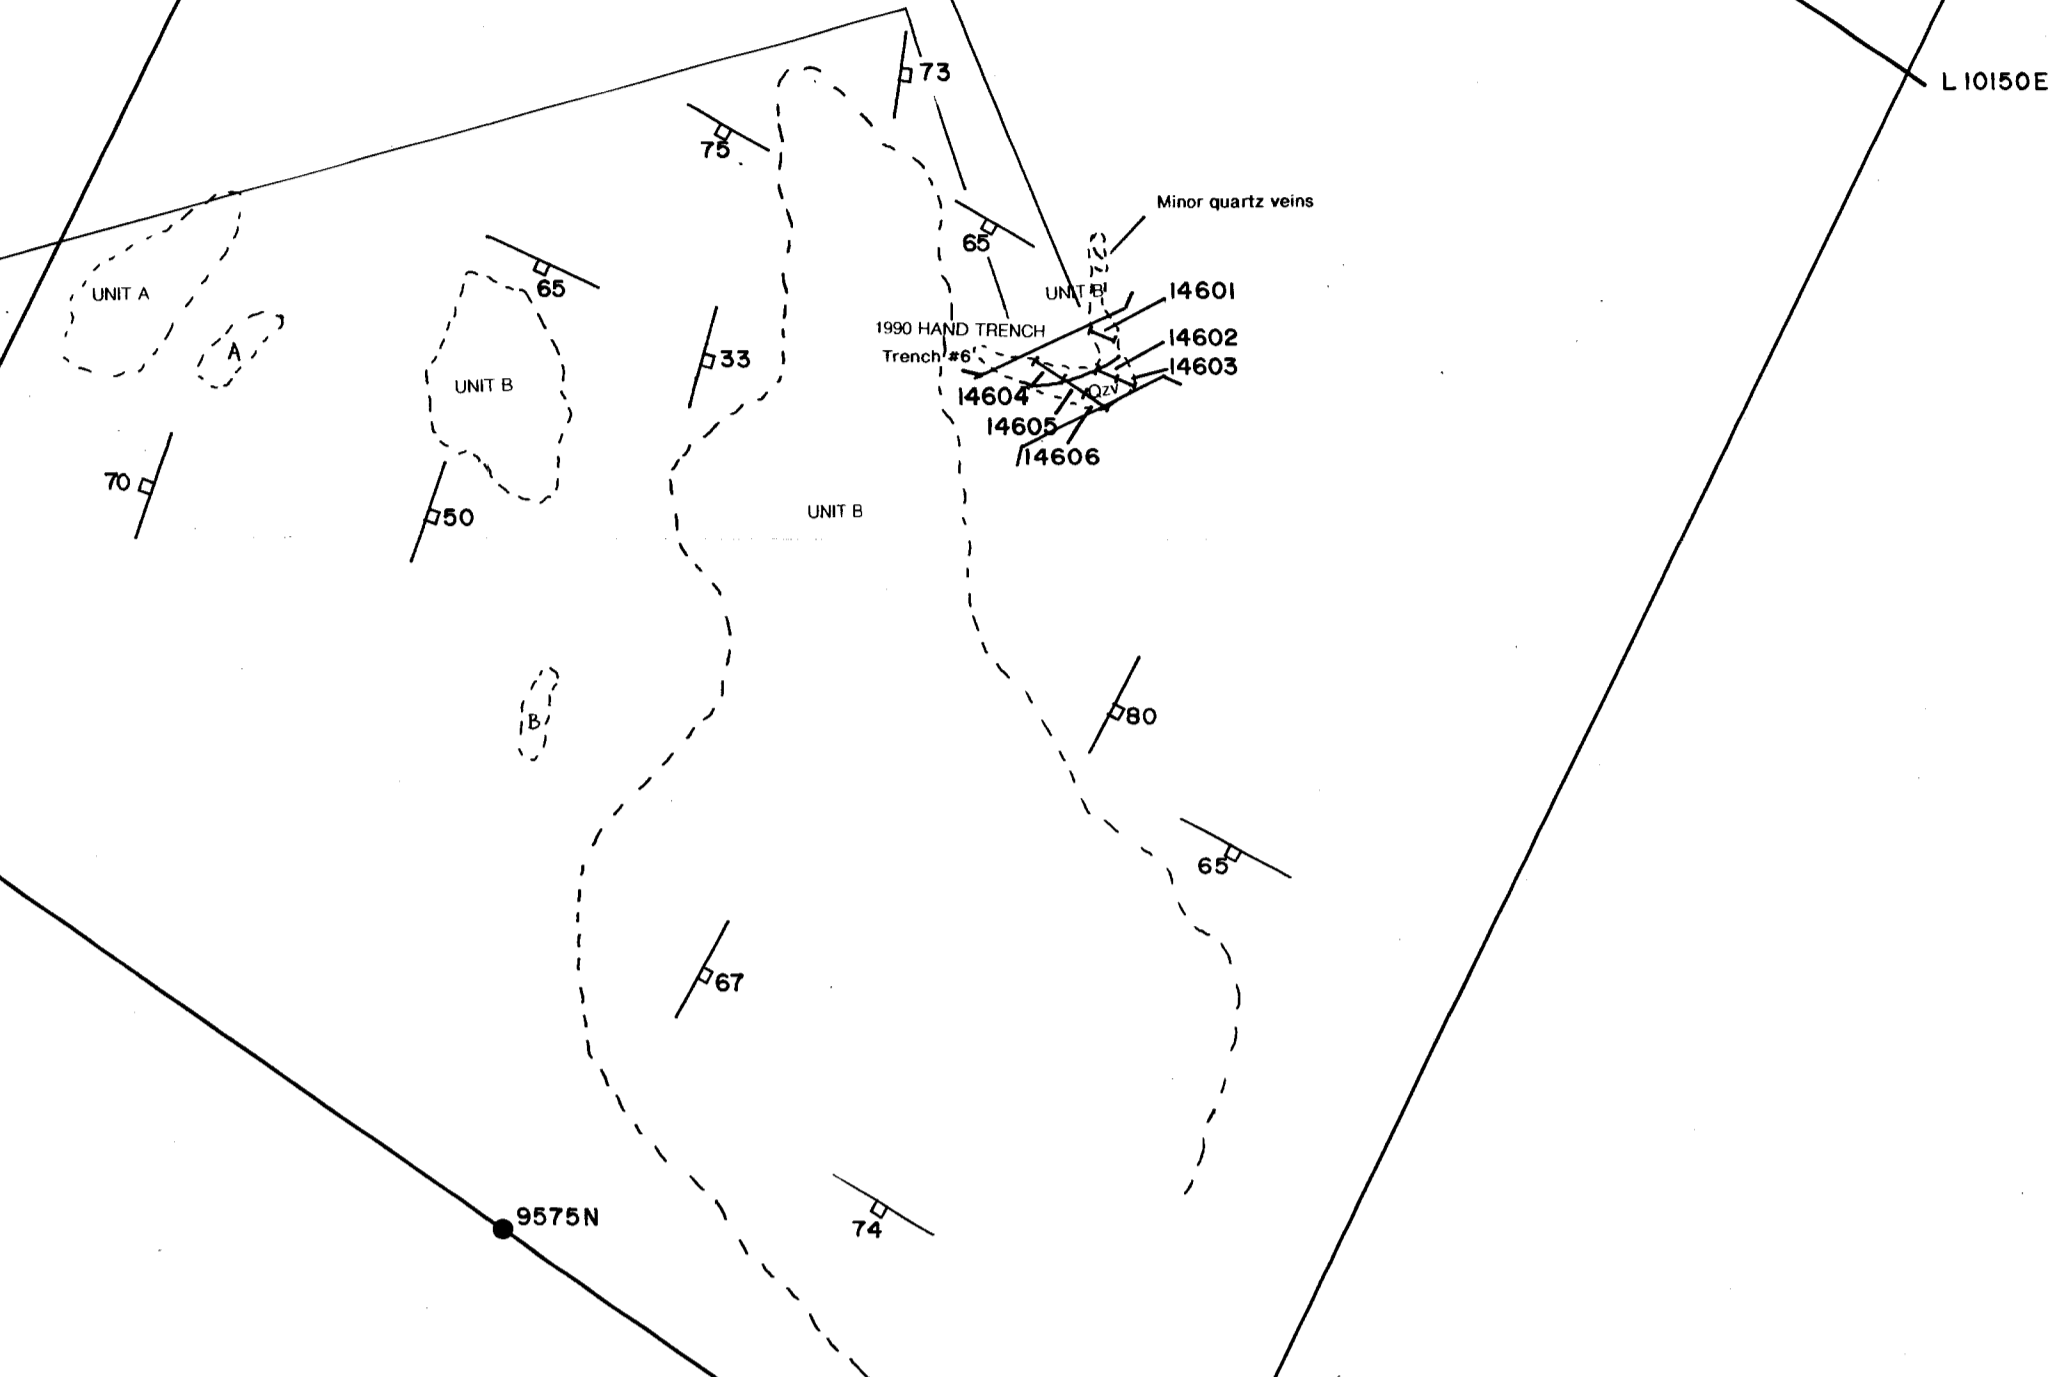 73
L10150E
75
Minor quartz veins
65
65
UNIT A
UNIT B
14601
1990 HAND TRENCH
14602
Trench #6
A
33
14603
UNIT B
Qzv
14604
14605
14606
70
50
UNIT B
B
80
65
67
9575N
74